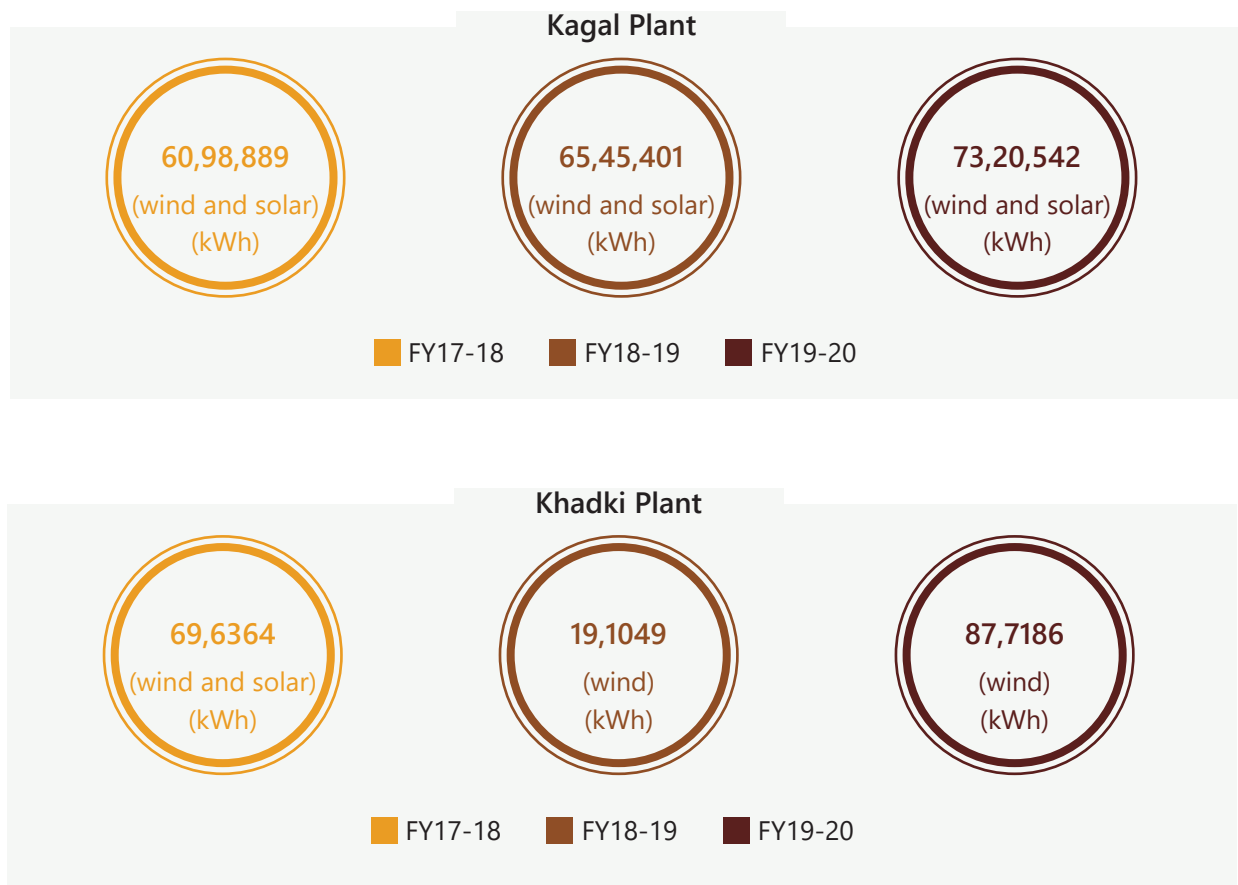 Kagal Plant
60,98,889
(wind and solar)
(kWh)
65,45,401
(wind and solar)
(kWh)
73,20,542
(wind and solar)
(kWh)
FY17-18
FY18-19
FY19-20
Khadki Plant
69,6364
(wind and solar)
(kWh)
19,1049
(wind)
(kWh)
87,7186
(wind)
(kWh)
FY17-18
FY18-19
FY19-20